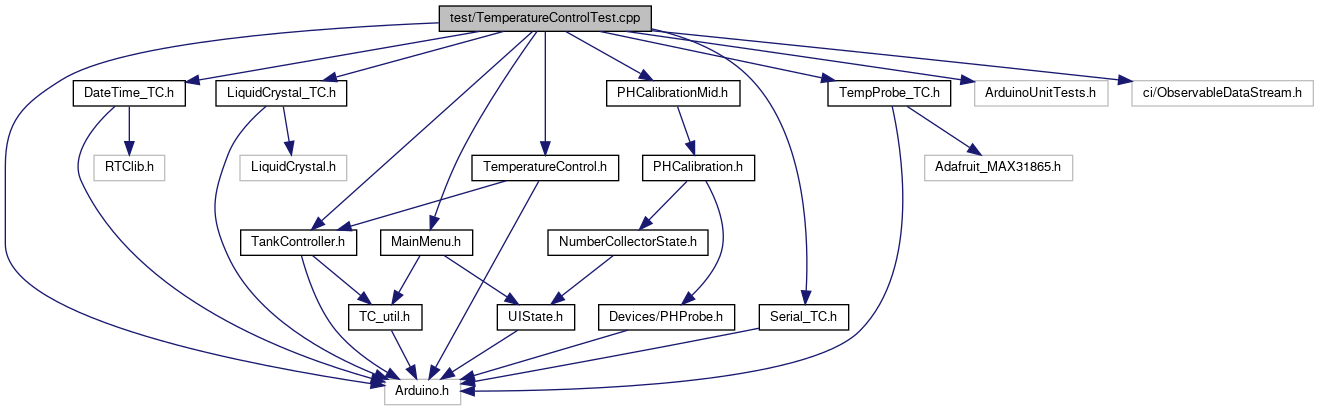 test/TemperatureControlTest.cpp
DateTime_TC.h
LiquidCrystal_TC.h
PHCalibrationMid.h
TempProbe_TC.h
ArduinoUnitTests.h
ci/ObservableDataStream.h
RTClib.h
LiquidCrystal.h
TemperatureControl.h
PHCalibration.h
Adafruit_MAX31865.h
TankController.h
MainMenu.h
NumberCollectorState.h
TC_util.h
UIState.h
Devices/PHProbe.h
Serial_TC.h
Arduino.h